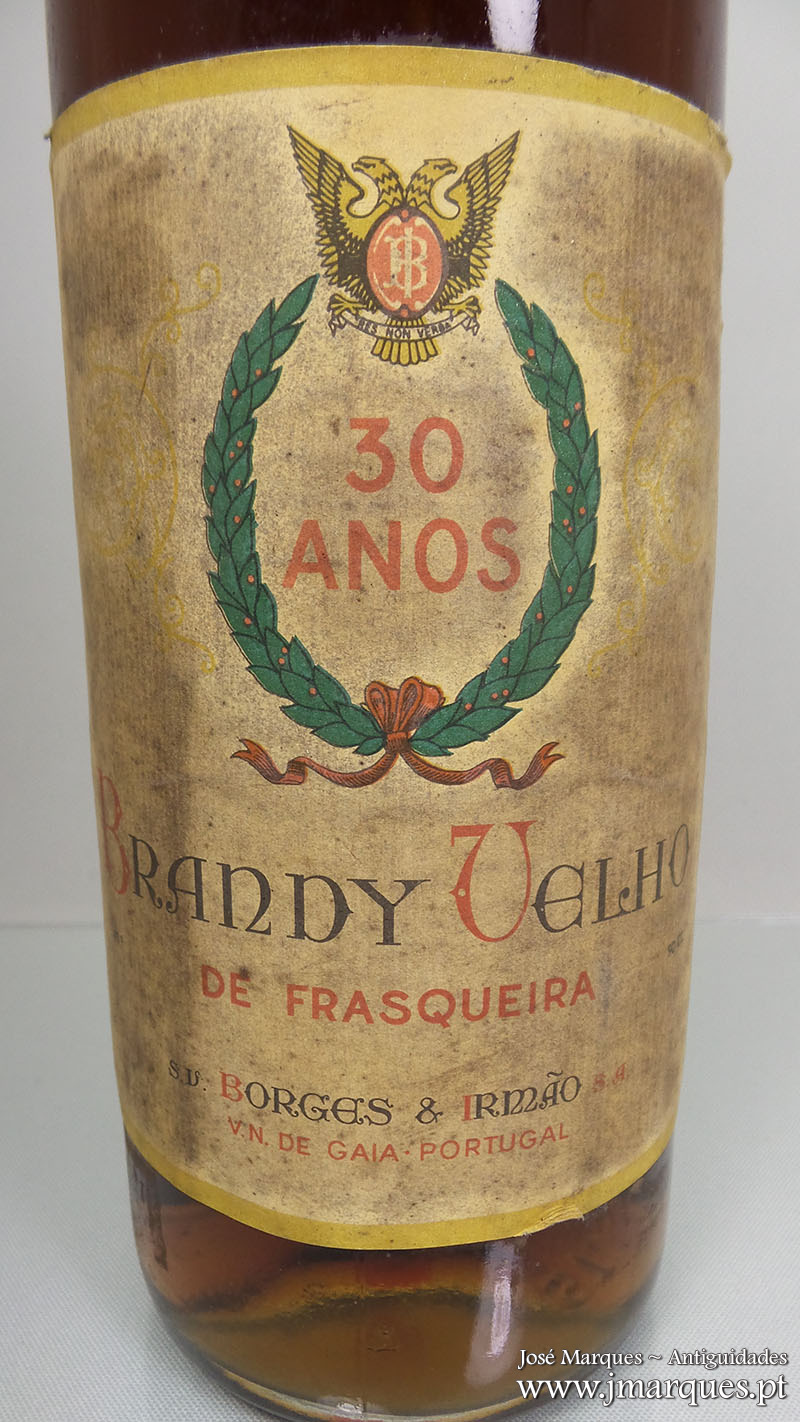 BI
RES NON VERBA
30
ANOS
BRANDY VELHO
DE FRASQUEIRA
S.V. BORGES & IRMÃO S.A.
V.N. DE GAIA · PORTUGAL
José Marques ~ Antiguidades
www.jmarques.pt